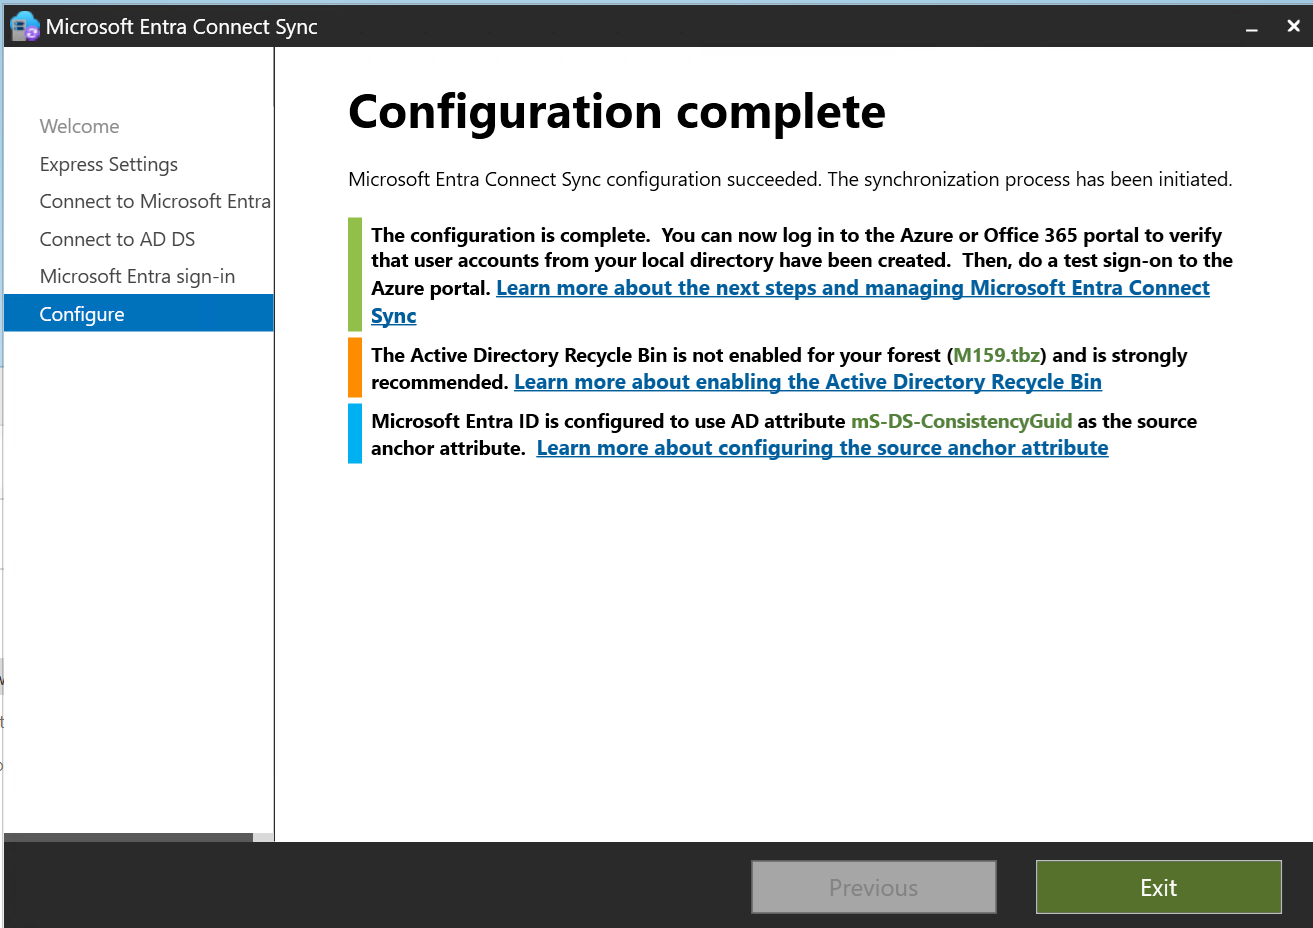 Microsoft Entra Connect Sync
Welcome
Express Settings
Connect to Microsoft Entra
Connect to AD DS
Microsoft Entra sign-in
Configure
Configuration complete
Microsoft Entra Connect Sync configuration succeeded. The synchronization process has been initiated.
The configuration is complete.  You can now log in to the Azure or Office 365 portal to verify
that user accounts from your local directory have been created.  Then, do a test sign-on to the
Azure portal. Learn more about the next steps and managing Microsoft Entra Connect
Sync
The Active Directory Recycle Bin is not enabled for your forest (M159.tbz) and is strongly
recommended. Learn more about enabling the Active Directory Recycle Bin
Microsoft Entra ID is configured to use AD attribute mS-DS-ConsistencyGuid as the source
anchor attribute.  Learn more about configuring the source anchor attribute
Previous
Exit